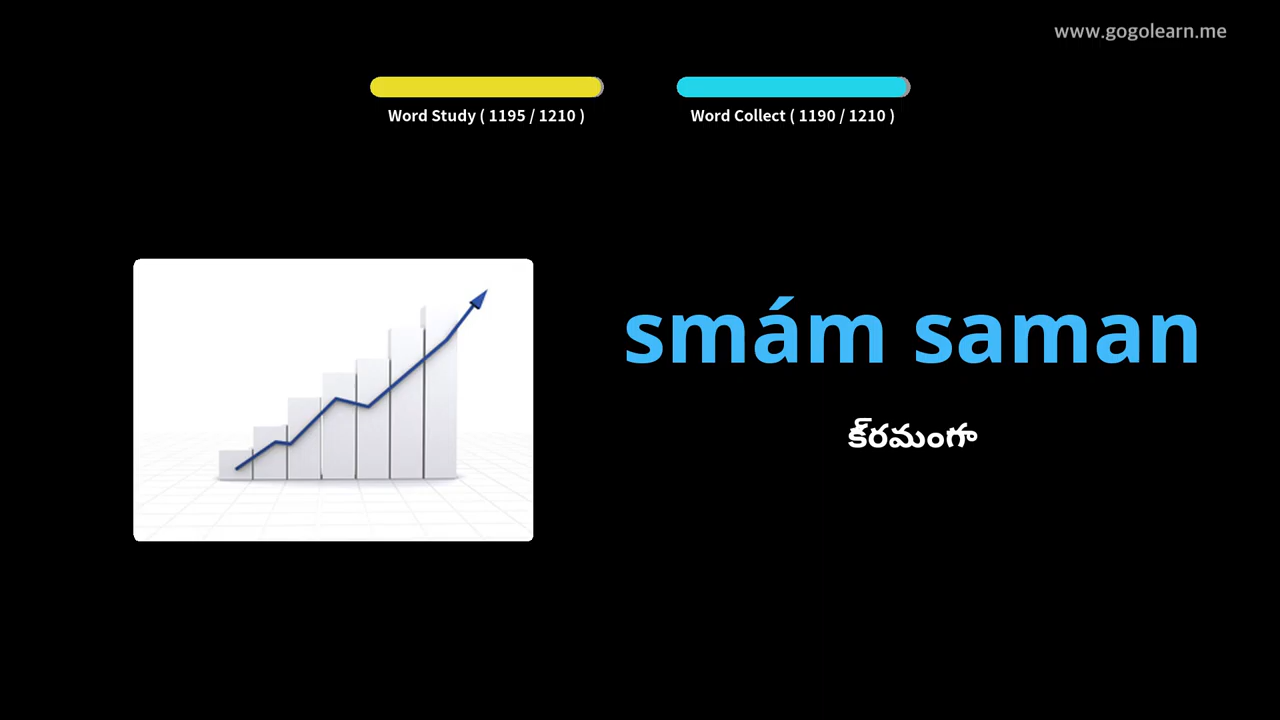 www.gogolearn.me
Word Study ( 1195 / 1210 )
Word Collect ( 1190 / 1210 )
smám saman
క్రమంగా